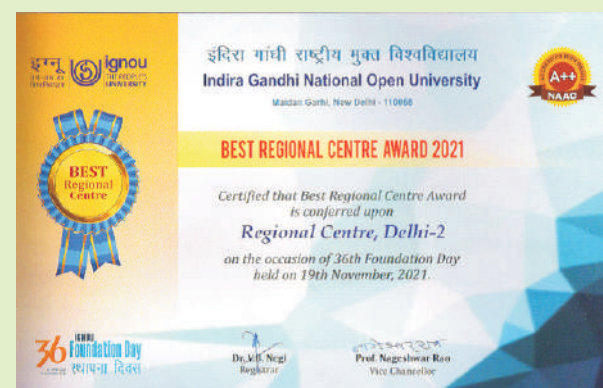 इग्नू
ignou
THE PEOPLE'S
UNIVERSITY
इंदिरा गांधी राष्ट्रीय मुक्त विश्वविद्यालय
Indira Gandhi National Open University
Maidan Garhi, New Delhi - 110068
A++
NAAC
BEST
Regional
Centre
BEST REGIONAL CENTRE AWARD 2021
Certified that Best Regional Centre Award
is conferred upon
Regional Centre, Delhi-2
on the occasion of 36th Foundation Day
held on 19th November, 2021.
36
IGNOU
Foundation Day
स्थापना दिवस
Dr. V.B. Negi
Registrar
Prof. Nageshwar Rao
Vice Chancellor